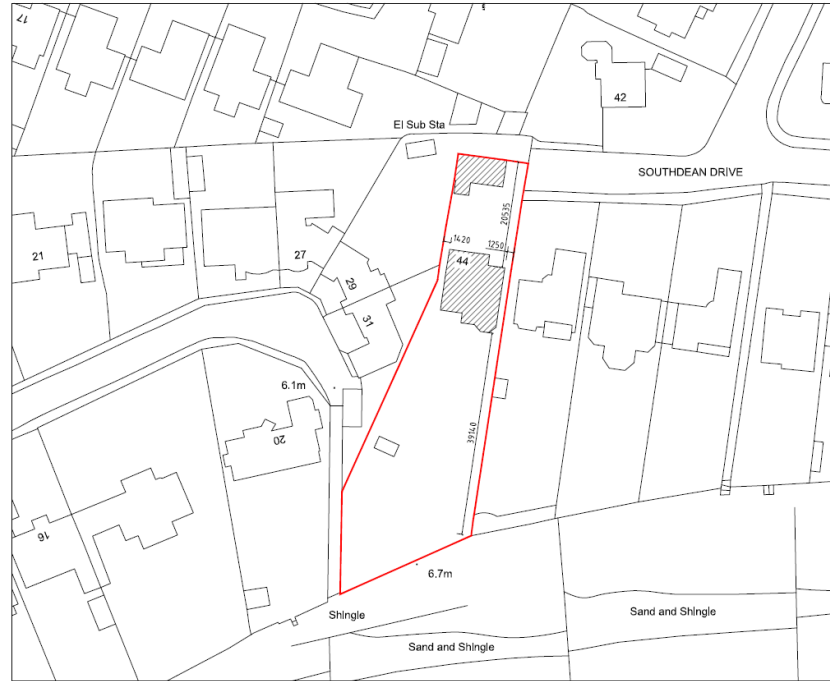 17
42
El Sub Sta
SOUTHDEAN DRIVE
20535
1420
1250
44
21
27
29
31
6.1m
39140
20
16
6.7m
Shingle
Sand and Shingle
Sand and Shingle